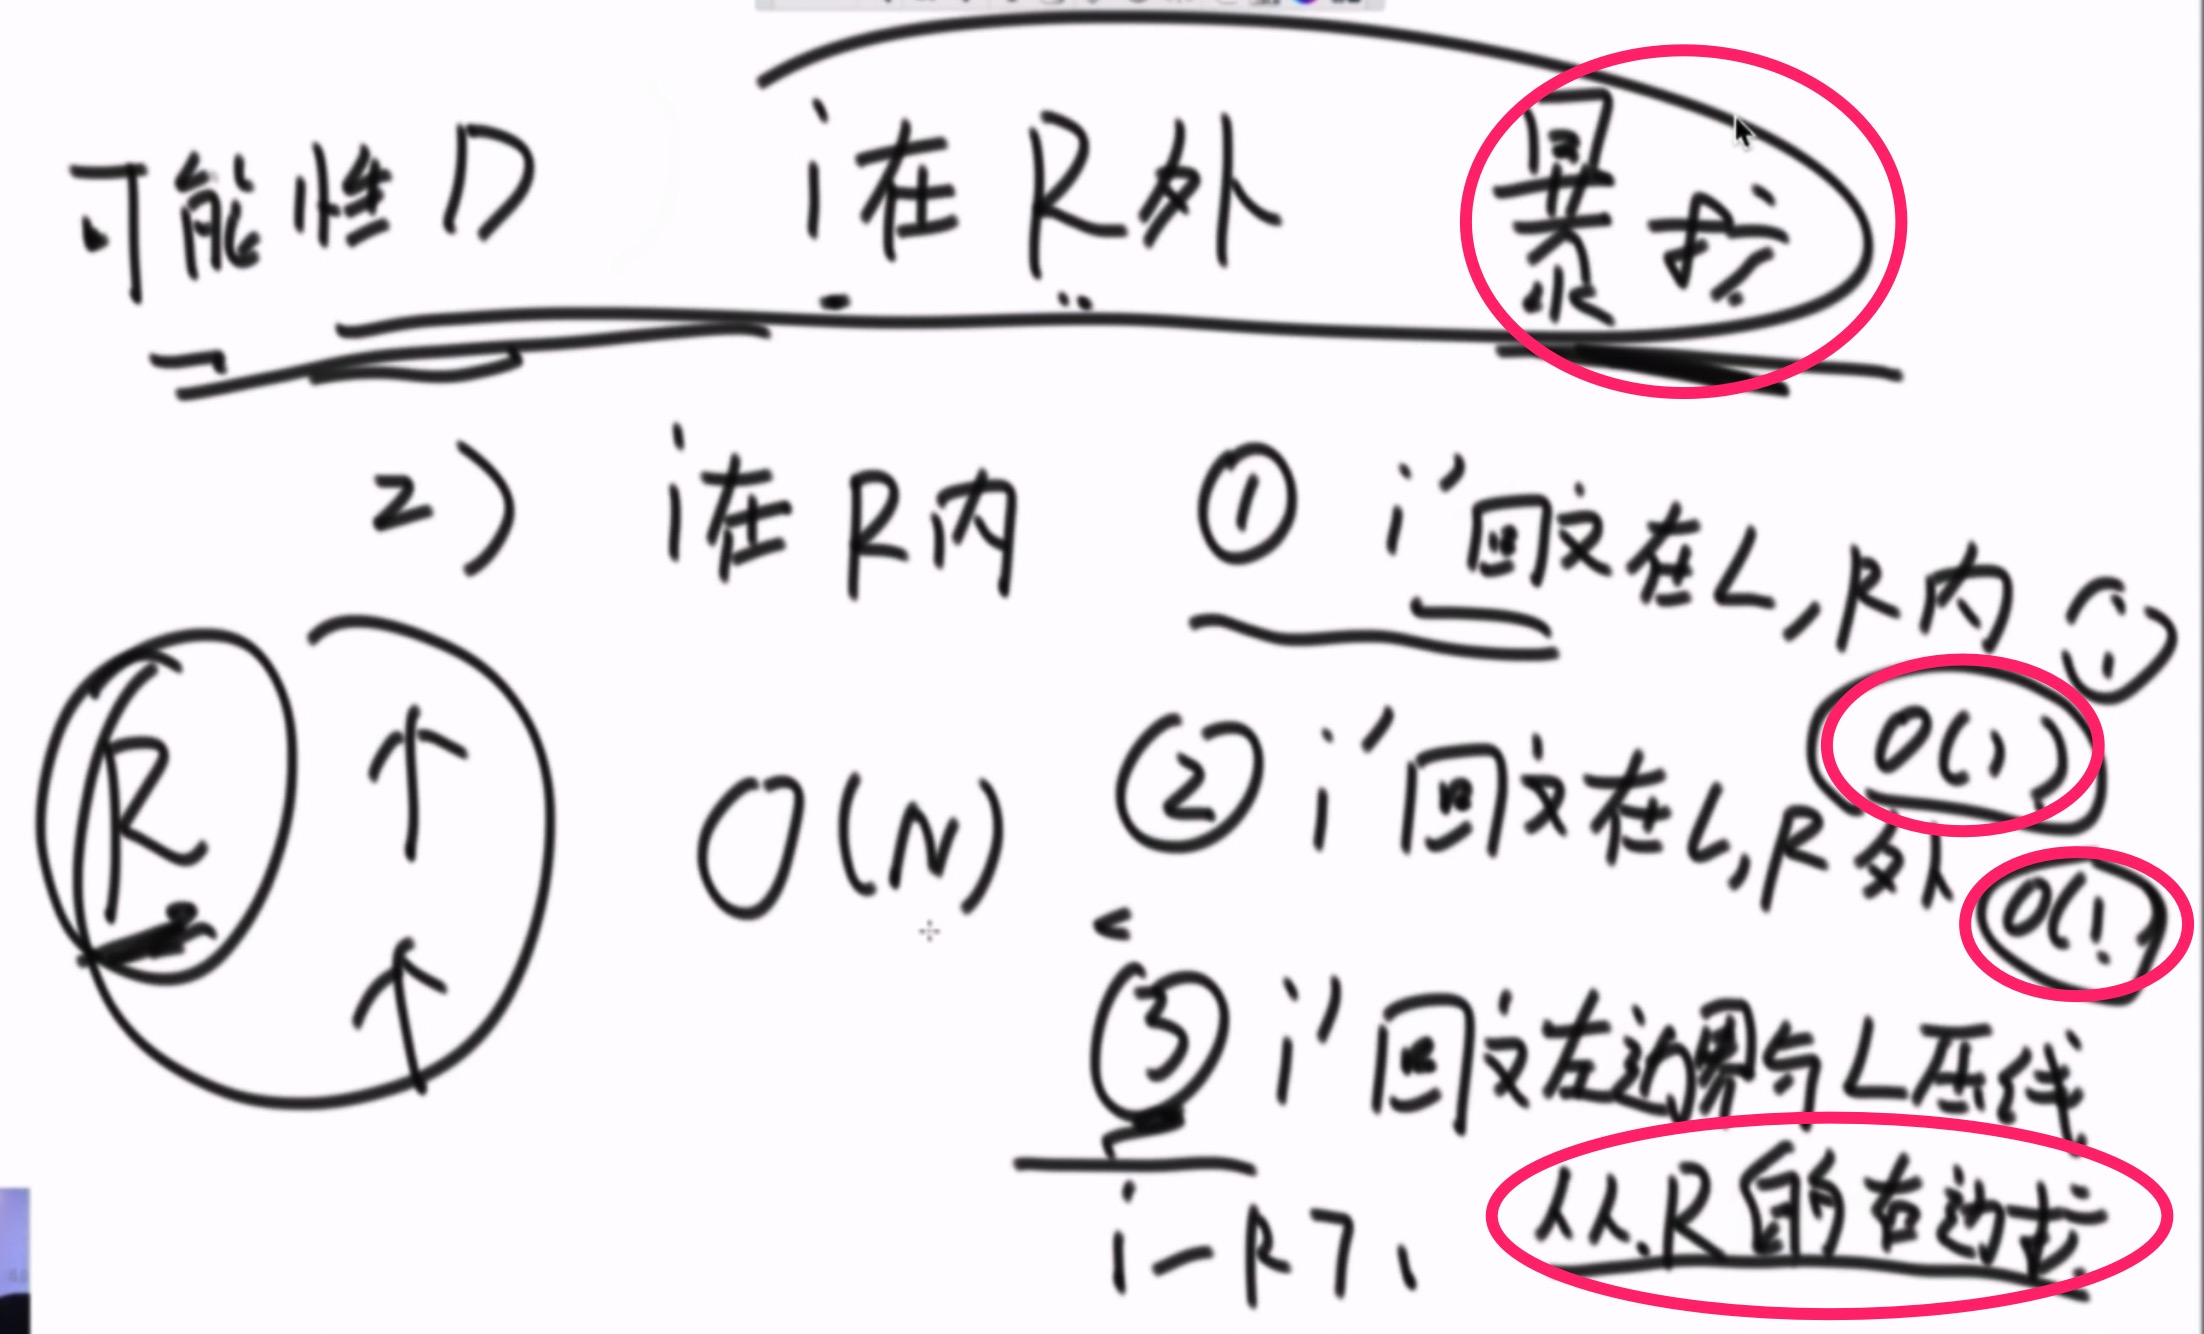 可能性1) i在R外 暴扩
2) i在R内 ① i'回文在L,R内 O(1)
② i'回文在L,R外 O(1)
R ↑ O(N)
↑ ③ i'回文左边界与L压线
i-R 从R的右边扩